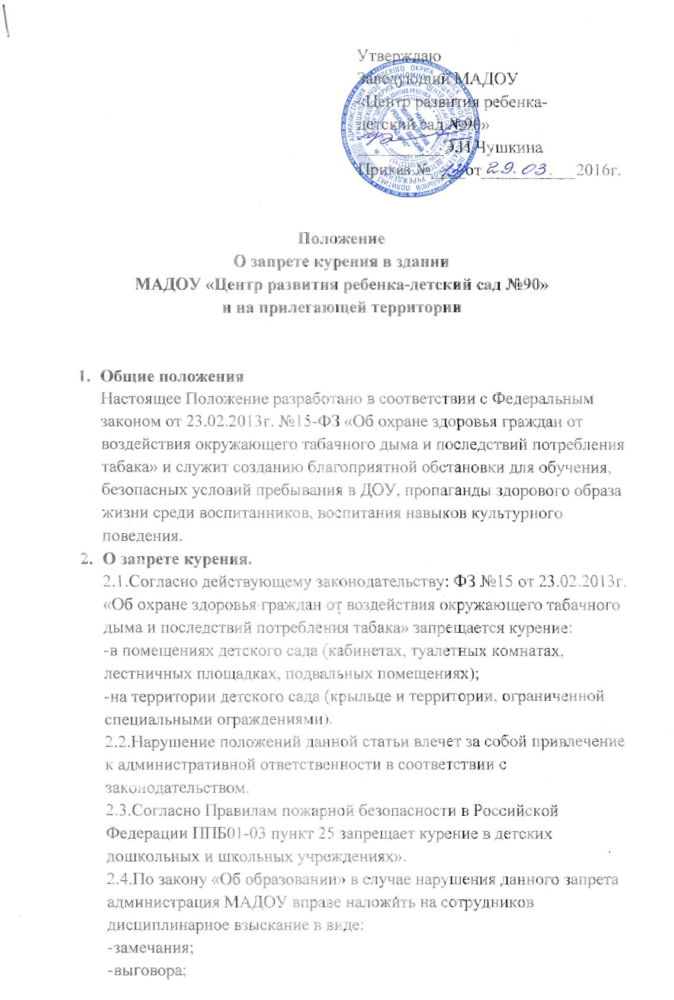 Утверждаю
Заведующий МАДОУ
«Центр развития ребенка-
детский сад №90»
Э.И.Чушкина
Приказ № от 29.03. 2016г.
Положение
О запрете курения в здании
МАДОУ «Центр развития ребенка-детский сад №90»
и на прилегающей территории
1. Общие положения
Настоящее Положение разработано в соответствии с Федеральным
законом от 23.02.2013г. №15-ФЗ «Об охране здоровья граждан от
воздействия окружающего табачного дыма и последствий потребления
табака» и служит созданию благоприятной обстановки для обучения,
безопасных условий пребывания в ДОУ, пропаганды здорового образа
жизни среди воспитанников, воспитания навыков культурного
поведения.
2. О запрете курения.
2.1.Согласно действующему законодательству: ФЗ №15 от 23.02.2013г.
«Об охране здоровья граждан от воздействия окружающего табачного
дыма и последствий потребления табака» запрещается курение:
-в помещениях детского сада (кабинетах, туалетных комнатах,
лестничных площадках, подвальных помещениях);
-на территории детского сада (крыльце и территории, ограниченной
специальными ограждениями).
2.2.Нарушение положений данной статьи влечет за собой привлечение
к административной ответственности в соответствии с
законодательством.
2.3.Согласно Правилам пожарной безопасности в Российской
Федерации ППБ01-03 пункт 25 запрещает курение в детских
дошкольных и школьных учреждениях».
2.4.По закону «Об образовании» в случае нарушения данного запрета
администрация МАДОУ вправе наложить на сотрудников
дисциплинарное взыскание в виде:
-замечания;
-выговора;